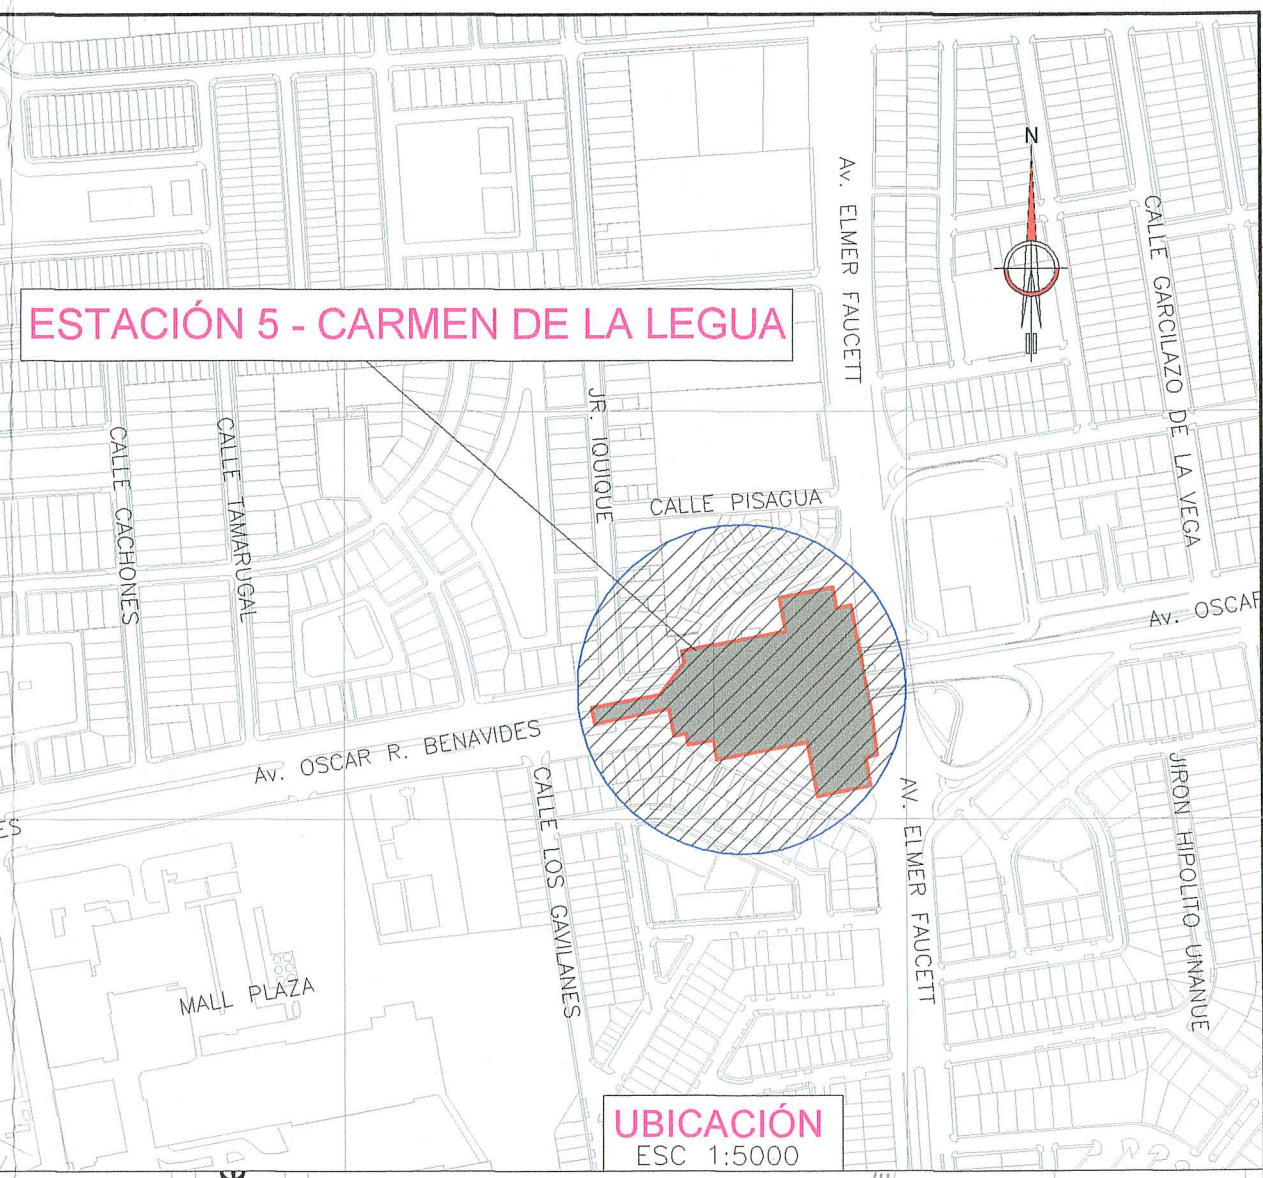 N
Av. ELMER FAUCETT
CALLE GARCILAZO DE LA VEGA
ESTACIÓN 5 - CARMEN DE LA LEGUA
JR. IQUIQUE
CALLE CACHONES
CALLE TAMARUGAL
CALLE PISAGUA
Av. OSCAR
Av. OSCAR R. BENAVIDES
CALLE LOS GAVILANES
AV. ELMER FAUCETT
JIRON HIPOLITO UNANUE
ES
MALL PLAZA
UBICACIÓN
ESC 1:5000